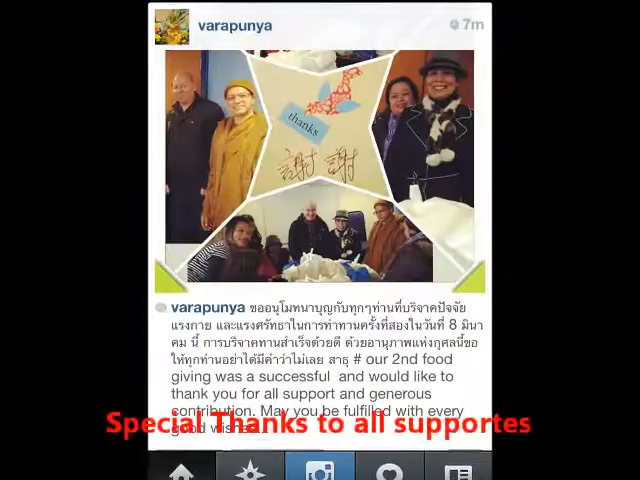 varapunya
7m
thanks
謝謝
varapunya ขออนุโมทนาบุญกับทุกๆท่านที่บริจาคปัจจัย
แรงกาย และแรงศรัทธาในการทำทานครั้งที่สองในวันที่ 8 มีนา
คม นี้ การบริจาคทานสำเร็จด้วยดี ด้วยอานุภาพแห่งกุศลนี้ขอ
ให้ทุกท่านอย่าได้มีคำว่าไม่เลย สาธุ # our 2nd food
giving was a successful and would like to
thank you for all support and generous
contribution. May you be fulfilled with every
good wishes.
Special Thanks to all supportes